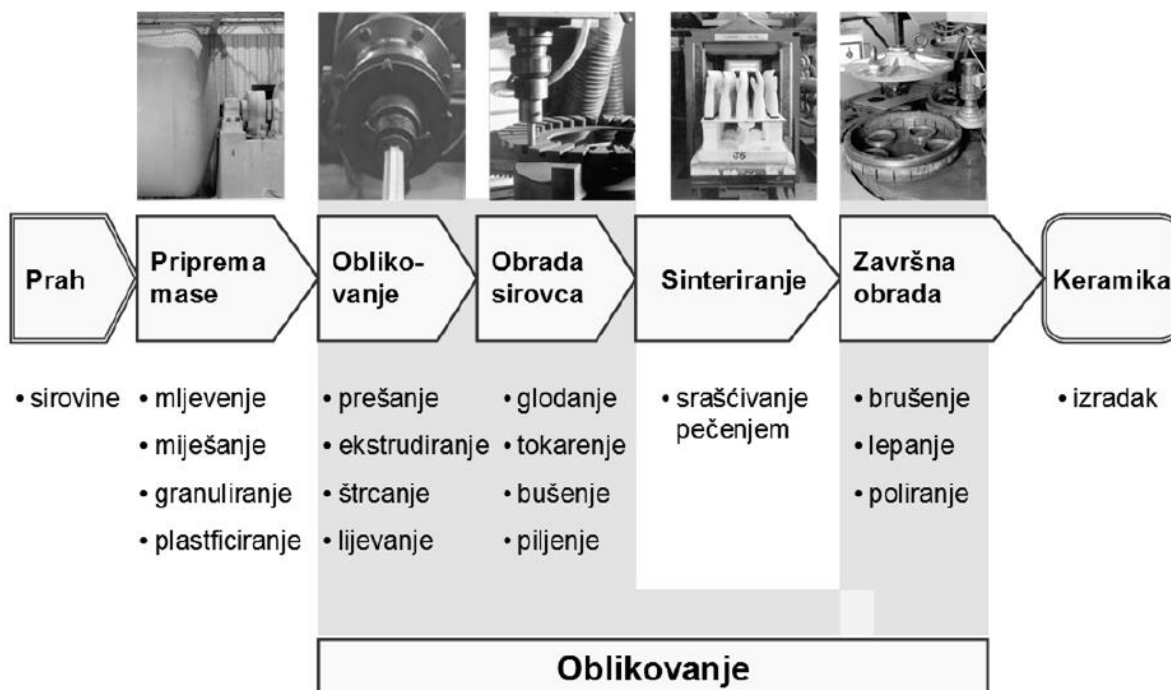 Prah
Priprema
mase
Obliko-
vanje
Obrada
sirovca
Sinteriranje
Završna
obrada
Keramika
• sirovine
• mljevenje
• miješanje
• granuliranje
• plastficiranje
• prešanje
• ekstrudiranje
• štrcanje
• lijevanje
• glodanje
• tokarenje
• bušenje
• piljenje
• srašćivanje
pečenjem
• brušenje
• lepanje
• poliranje
• izradak
Oblikovanje